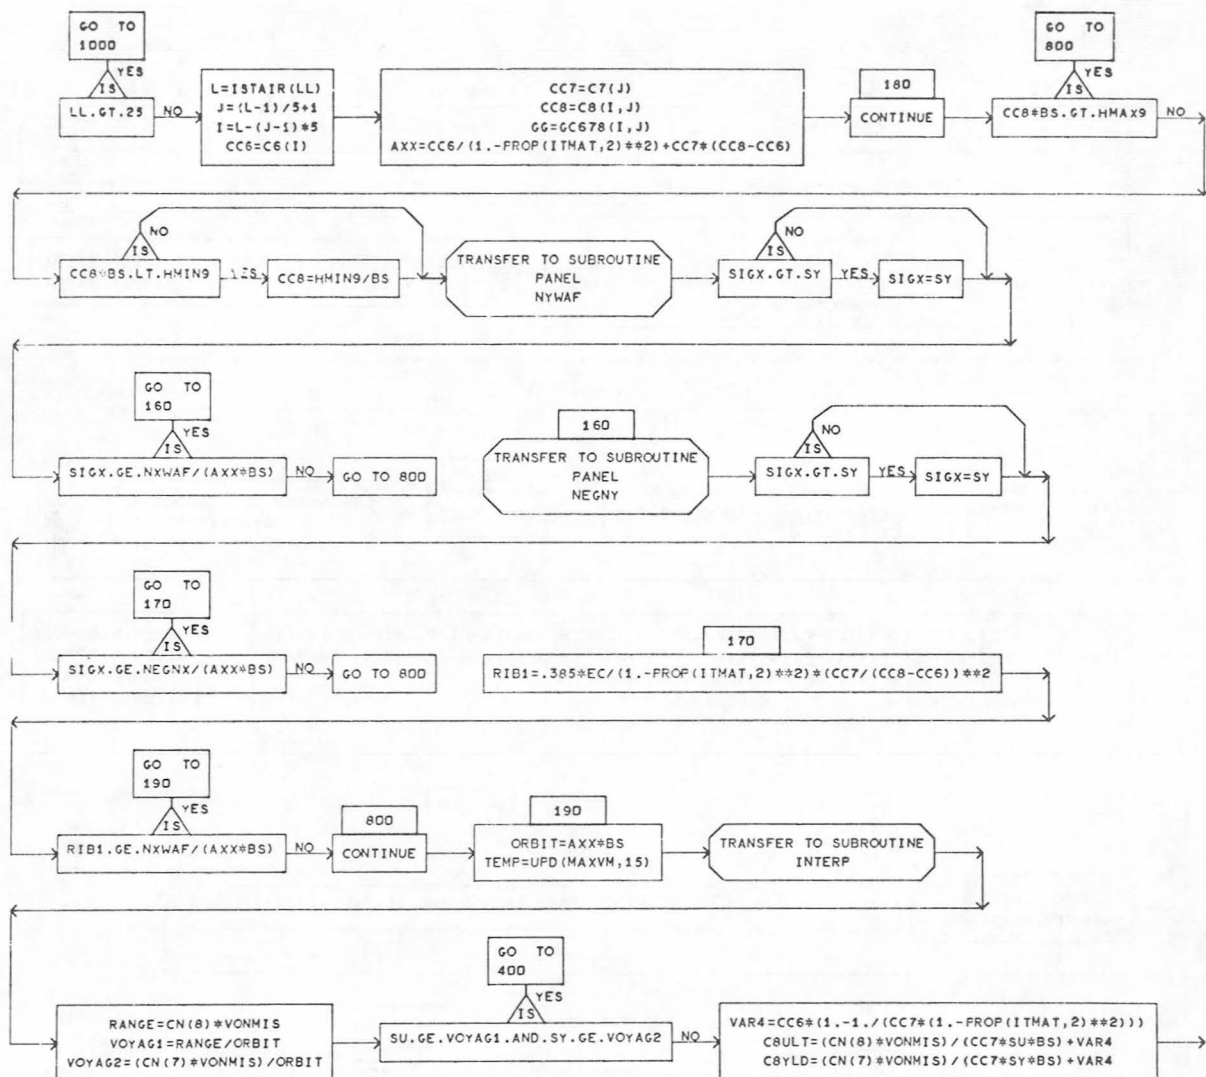 GO TO
1000
YES
IS
LL.GT.25
NO
L=ISTAIR(LL)
J=(L-1)/5+1
I=L-(J-1)*5
CC6=C6(I)
CC7=C7(J)
CC8=C8(I,J)
GG=GC678(I,J)
AXX=CC6/(1.-PROP(ITMAT,2)**2)+CC7*(CC8-CC6)
180
CONTINUE
GO TO
800
YES
IS
CC8*BS.GT.HMAX9
NO
NO
IS
CC8*BS.LT.HMIN9
YES
CC8=HMIN9/BS
TRANSFER TO SUBROUTINE
PANEL
NYWAF
NO
IS
SIGX.GT.SY
YES
SIGX=SY
GO TO
160
YES
IS
SIGX.GE.NXWAF/(AXX*BS)
NO
GO TO 800
160
TRANSFER TO SUBROUTINE
PANEL
NEGNY
NO
IS
SIGX.GT.SY
YES
SIGX=SY
GO TO
170
YES
IS
SIGX.GE.NEGNX/(AXX*BS)
NO
GO TO 800
170
RIB1=.385*EC/(1.-PROP(ITMAT,2)**2)*(CC7/(CC8-CC6))**2
GO TO
190
YES
IS
RIB1.GE.NXWAF/(AXX*BS)
NO
800
CONTINUE
190
ORBIT=AXX*BS
TEMP=UPD(MAXVM,15)
TRANSFER TO SUBROUTINE
INTERP
RANGE=CN(8)*VONMIS
VOYAG1=RANGE/ORBIT
VOYAG2=(CN(7)*VONMIS)/ORBIT
GO TO
400
YES
IS
SU.GE.VOYAG1.AND.SY.GE.VOYAG2
NO
VAR4=CC6*(1.-1./(CC7*(1.-PROP(ITMAT,2)**2)))
C8ULT=(CN(8)*VONMIS)/(CC7*SU*BS)+VAR4
C8YLD=(CN(7)*VONMIS)/(CC7*SY*BS)+VAR4